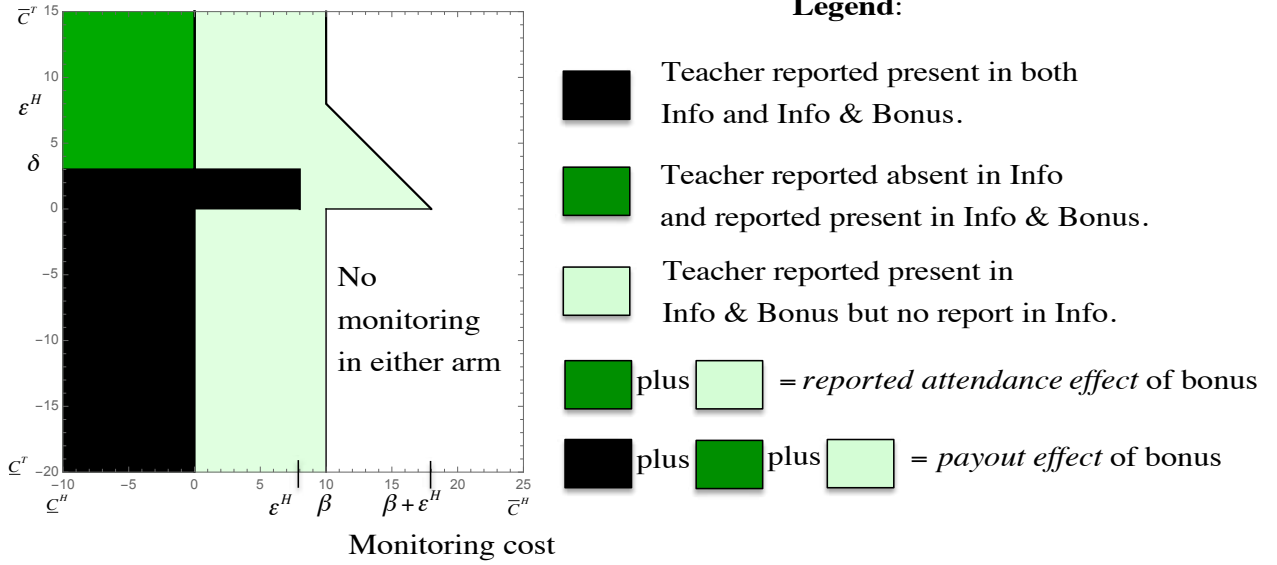 Legend:
C̅ᵀ 15
10
εᴴ
5
δ
0
−5
−10
−15
C̲ᵀ −20
−10 −5 0 5 10 15 20 25
C̲ᴴ εᴴ β β + εᴴ C̅ᴴ
Monitoring cost
No
monitoring
in either arm
Teacher reported present in both
Info and Info & Bonus.
Teacher reported absent in Info
and reported present in Info & Bonus.
Teacher reported present in
Info & Bonus but no report in Info.
plus = reported attendance effect of bonus
plus plus = payout effect of bonus